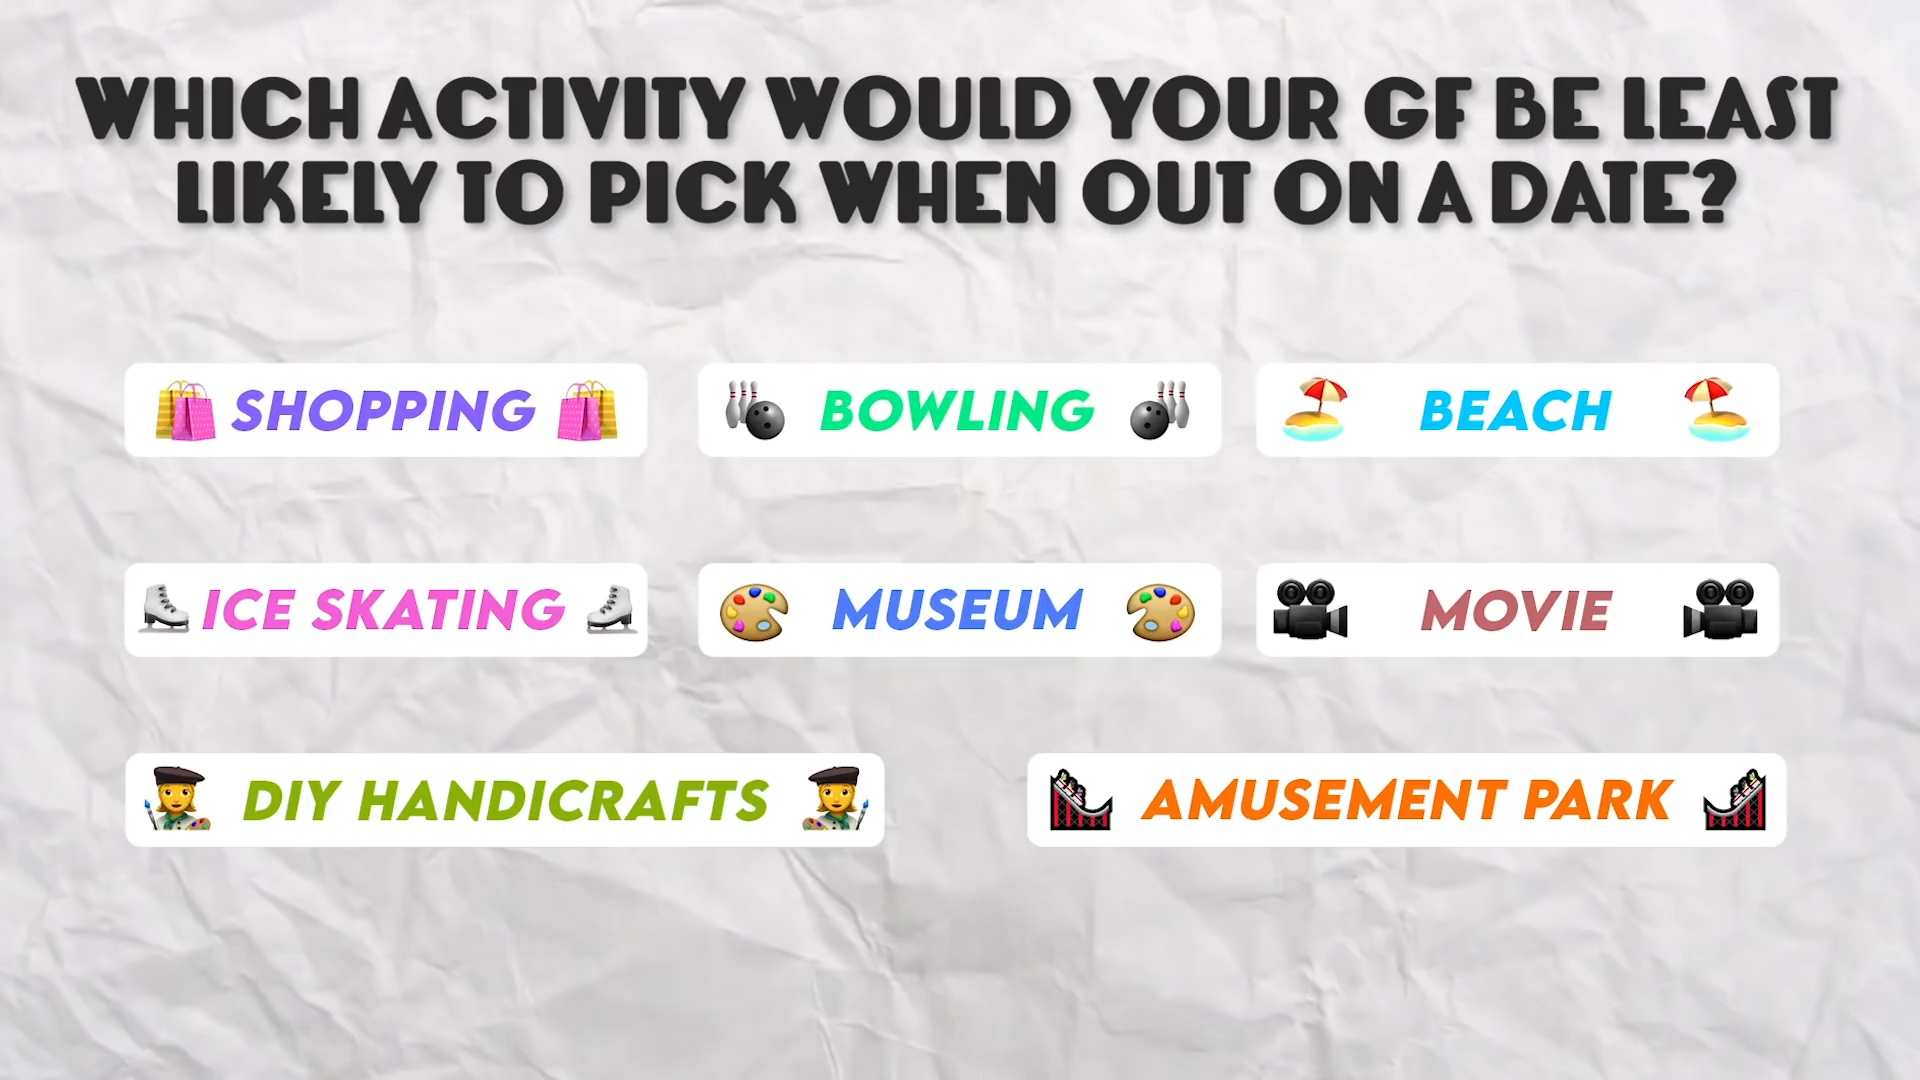 WHICH ACTIVITY WOULD YOUR GF BE LEAST
LIKELY TO PICK WHEN OUT ON A DATE?
SHOPPING
BOWLING
BEACH
ICE SKATING
MUSEUM
MOVIE
DIY HANDICRAFTS
AMUSEMENT PARK